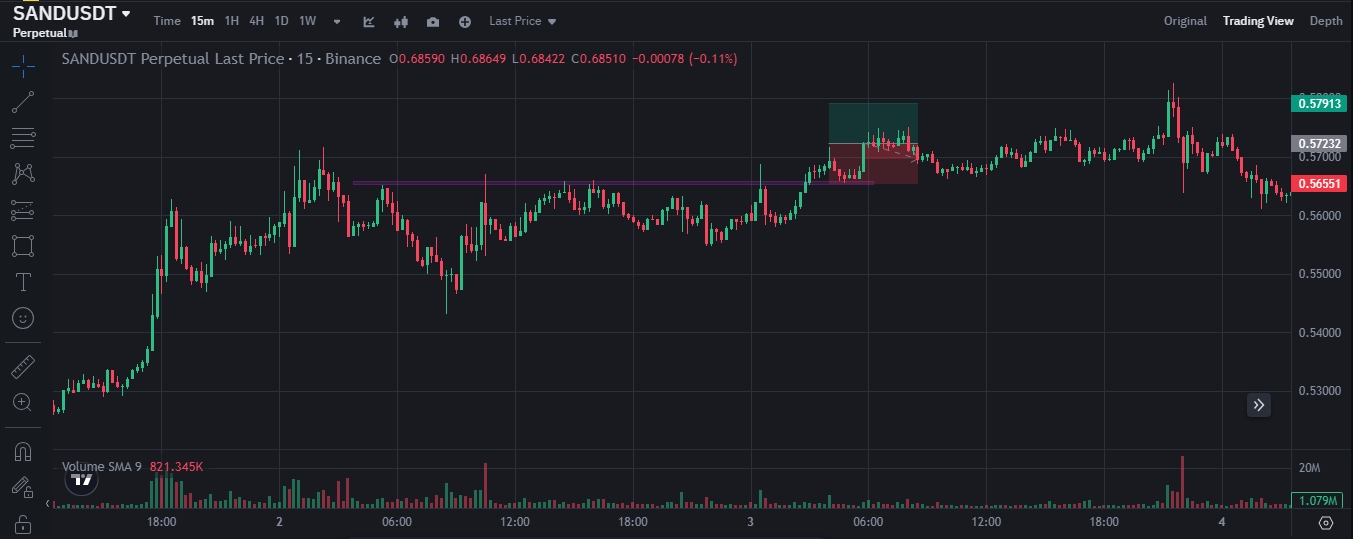 SANDUSDT
Perpetual
Time 15m 1H 4H 1D 1W Last Price Original Trading View Depth
SANDUSDT Perpetual Last Price · 15 · Binance O0.68590 H0.68649 L0.68422 C0.68510 −0.00078 (−0.11%)
0.57913
0.57232
0.57000
0.56551
0.56000
0.55000
0.54000
0.53000
Volume SMA 9 821.345K
20M
1.079M
18:00 2 06:00 12:00 18:00 3 06:00 12:00 18:00 4